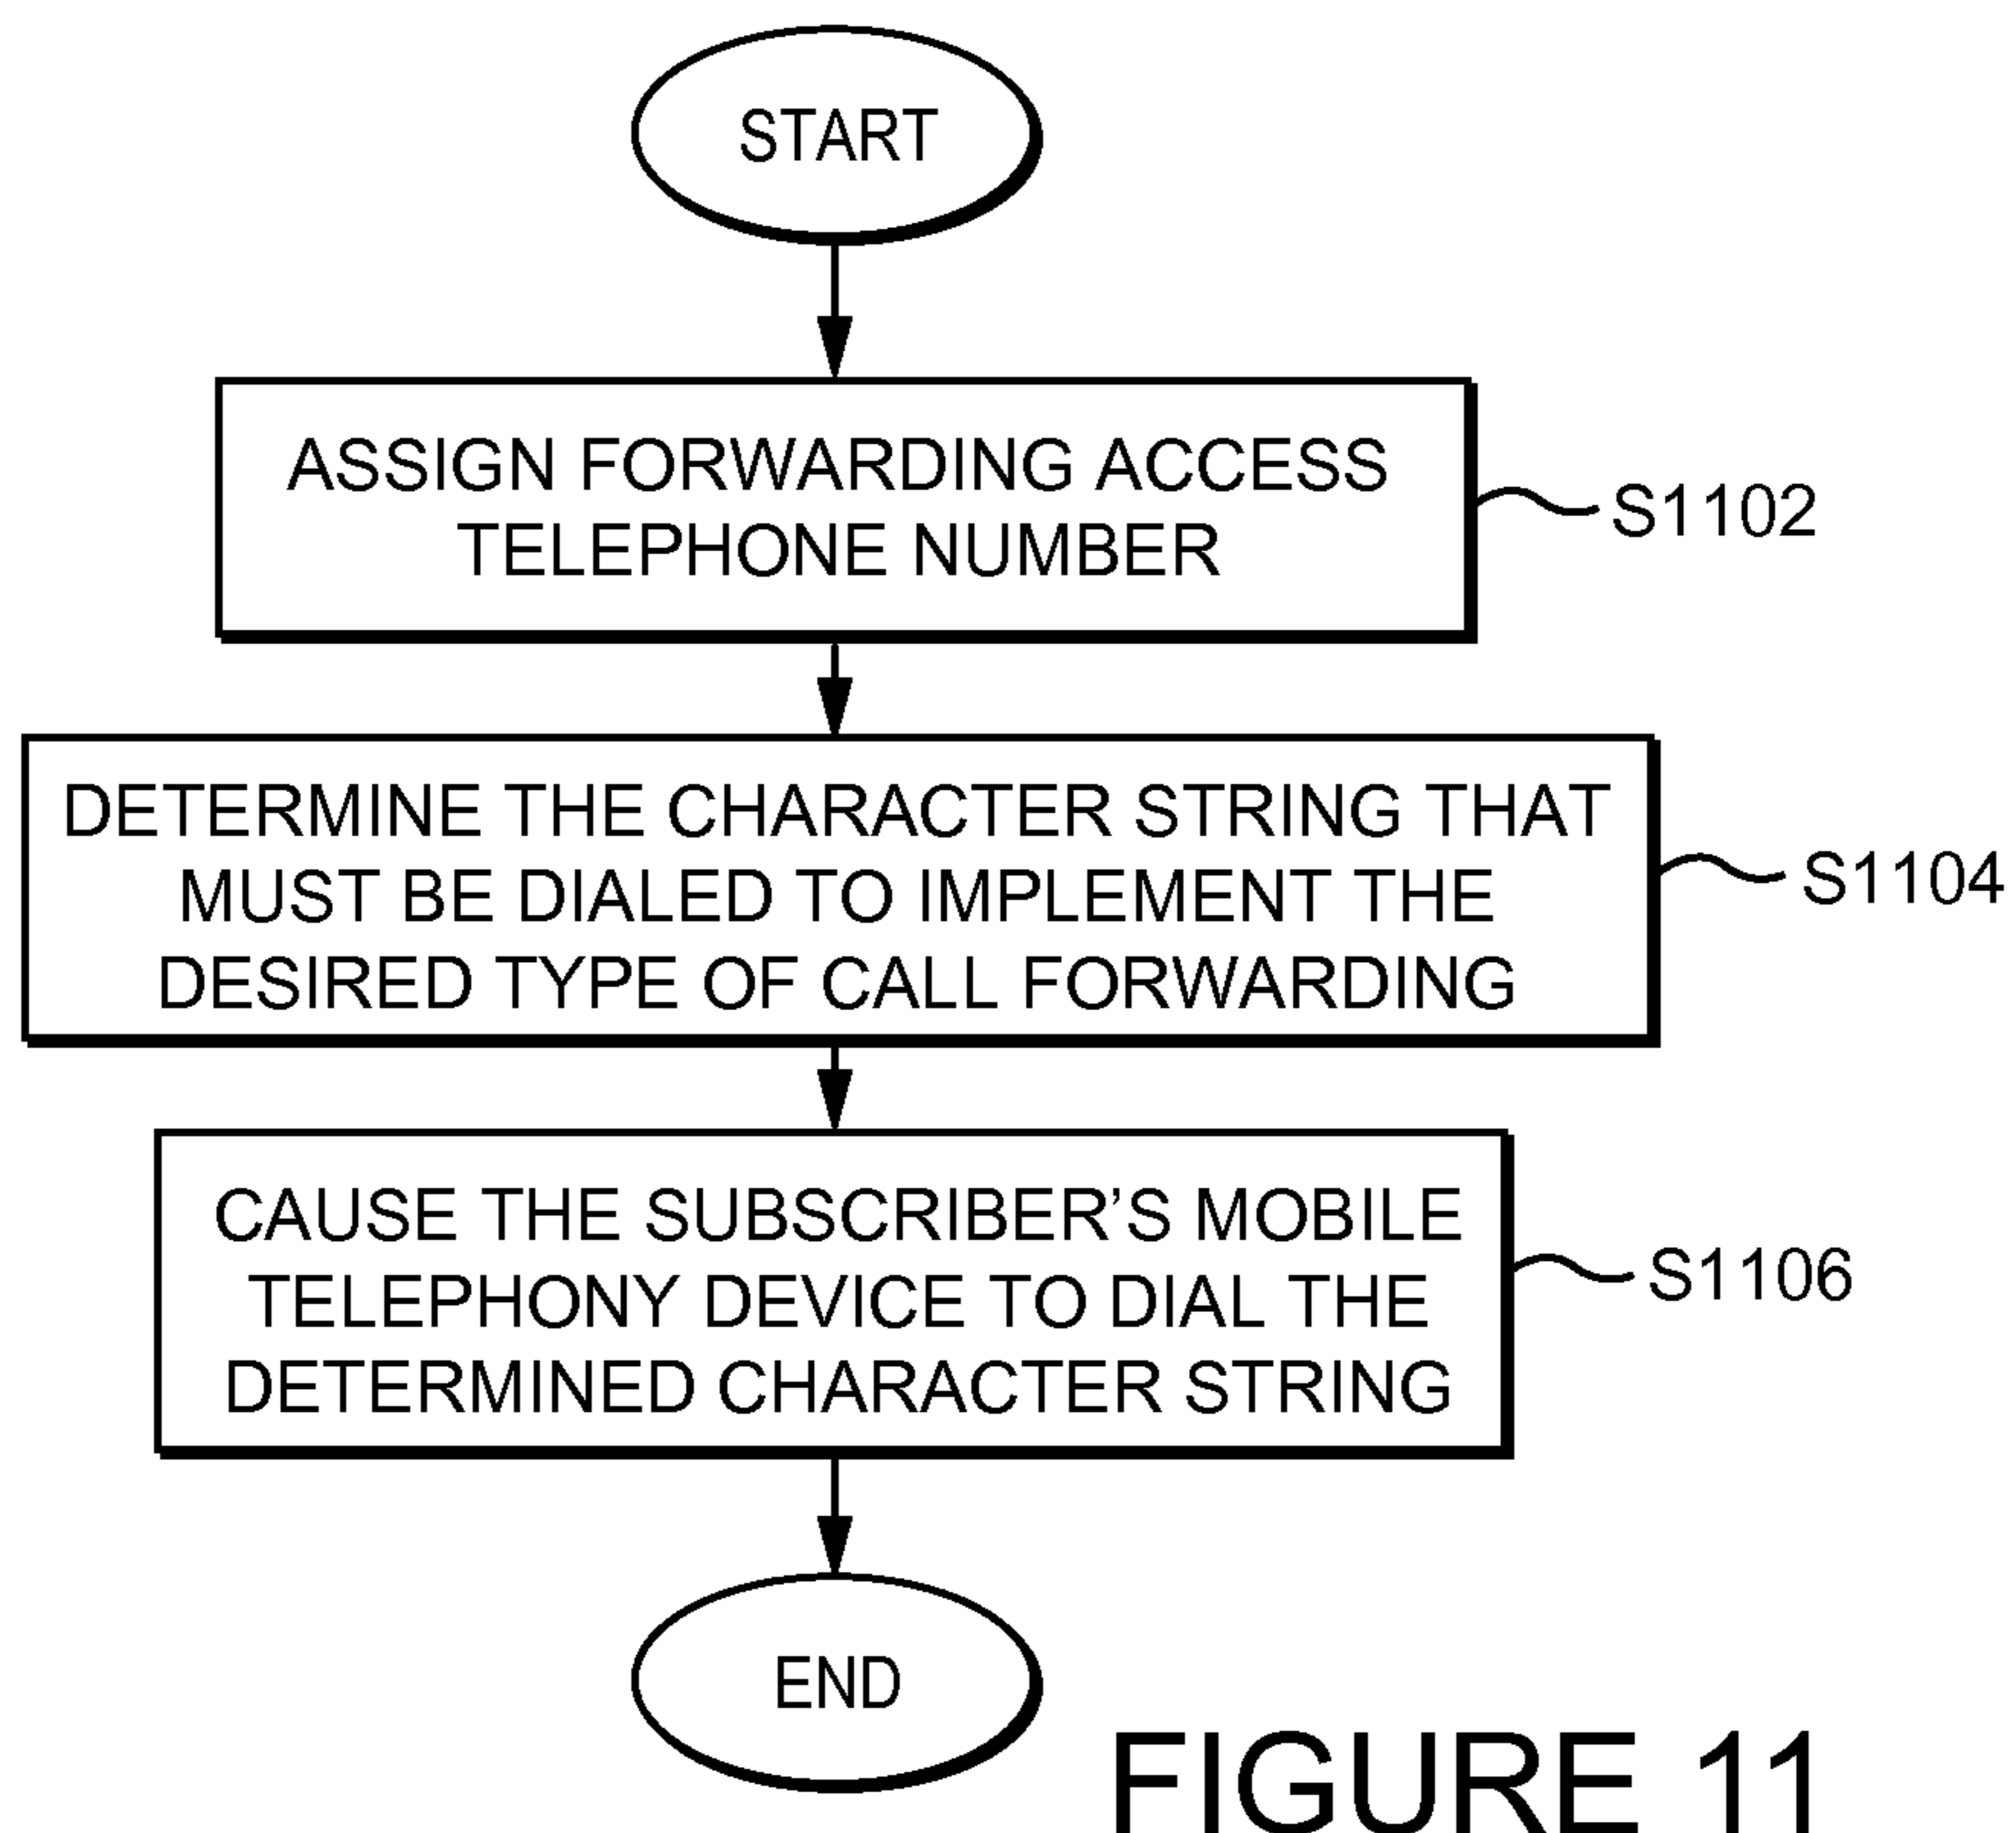 START
ASSIGN FORWARDING ACCESS
TELEPHONE NUMBER
S1102
DETERMINE THE CHARACTER STRING THAT
MUST BE DIALED TO IMPLEMENT THE
DESIRED TYPE OF CALL FORWARDING
S1104
CAUSE THE SUBSCRIBER’S MOBILE
TELEPHONY DEVICE TO DIAL THE
DETERMINED CHARACTER STRING
S1106
END
FIGURE 11